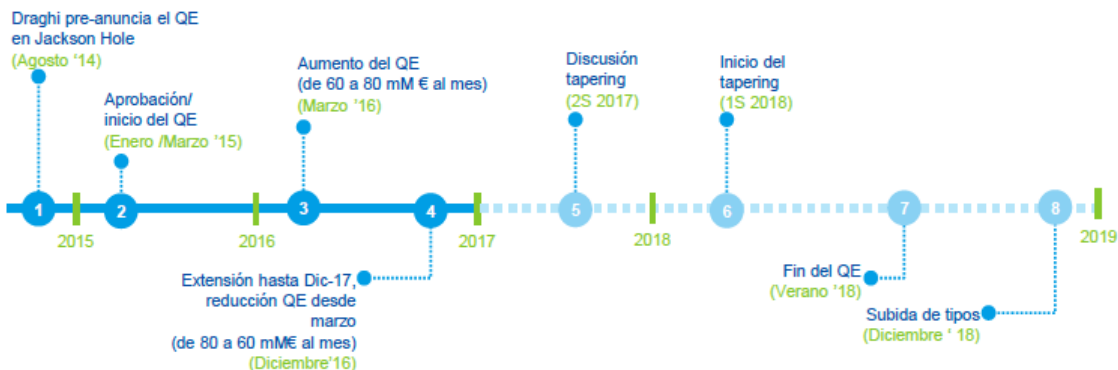 Draghi pre-anuncia el QE
en Jackson Hole
(Agosto '14)
Aprobación/
inicio del QE
(Enero /Marzo '15)
Aumento del QE
(de 60 a 80 mM € al mes)
(Marzo '16)
Discusión
tapering
(2S 2017)
Inicio del
tapering
(1S 2018)
1
2
3
4
5
6
7
8
2015
2016
2017
2018
2019
Extensión hasta Dic-17,
reducción QE desde
marzo
(de 80 a 60 mM€ al mes)
(Diciembre'16)
Fin del QE
(Verano '18)
Subida de tipos
(Diciembre ' 18)